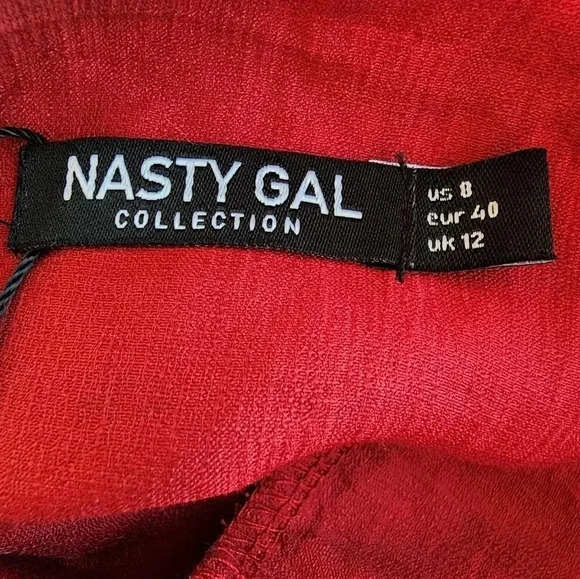 NASTY GAL
COLLECTION
us 8
eur 40
uk 12